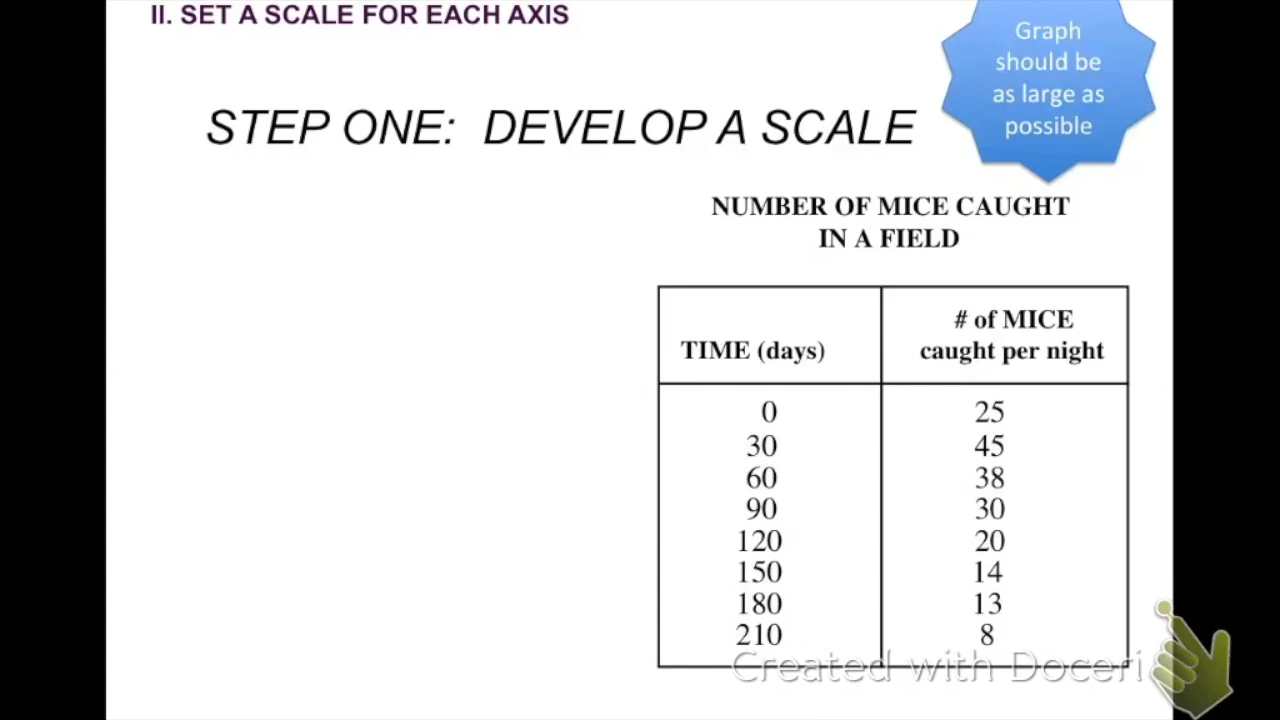 II. SET A SCALE FOR EACH AXIS
Graph
should be
as large as
possible
STEP ONE: DEVELOP A SCALE
NUMBER OF MICE CAUGHT
IN A FIELD
TIME (days)
# of MICE
caught per night
0 25
30 45
60 38
90 30
120 20
150 14
180 13
210 8
Created with Doceri